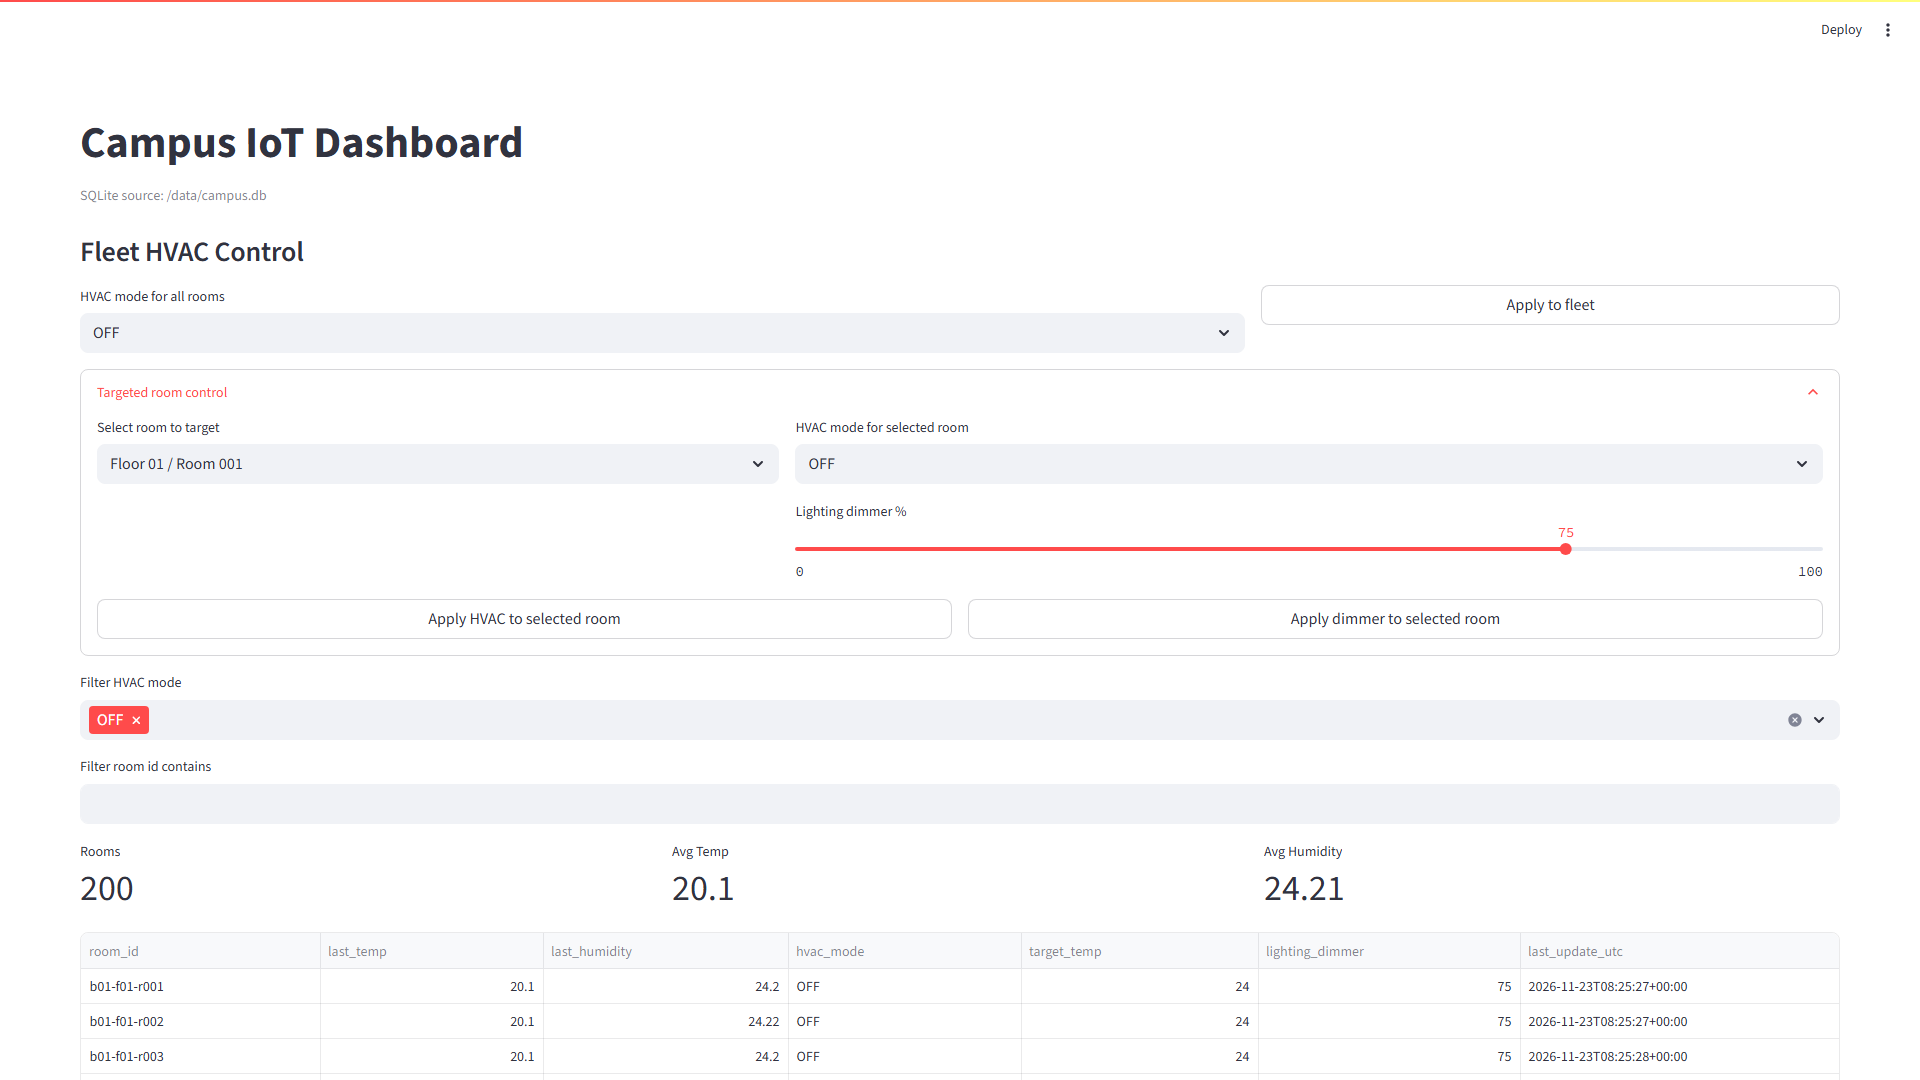 Deploy
Campus IoT Dashboard
SQLite source: /data/campus.db
Fleet HVAC Control
HVAC mode for all rooms
OFF
Apply to fleet
Targeted room control
Select room to target
Floor 01 / Room 001
HVAC mode for selected room
OFF
Lighting dimmer %
75
0 100
Apply HVAC to selected room
Apply dimmer to selected room
Filter HVAC mode
OFF
Filter room id contains
Rooms
200
Avg Temp
20.1
Avg Humidity
24.21
room_id last_temp last_humidity hvac_mode target_temp lighting_dimmer last_update_utc
b01-f01-r001 20.1 24.2 OFF 24 75 2026-11-23T08:25:27+00:00
b01-f01-r002 20.1 24.22 OFF 24 75 2026-11-23T08:25:27+00:00
b01-f01-r003 20.1 24.2 OFF 24 75 2026-11-23T08:25:28+00:00